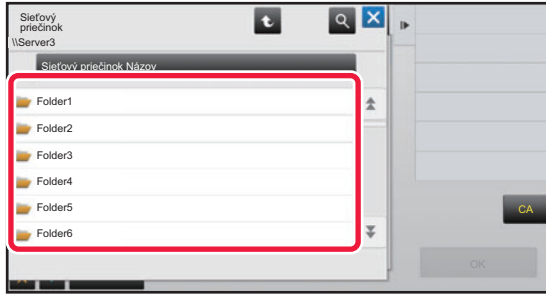 Sieťový
priečinok
\\Server3
Sieťový priečinok Názov
Folder1
Folder2
Folder3
Folder4
Folder5
Folder6
CA
OK